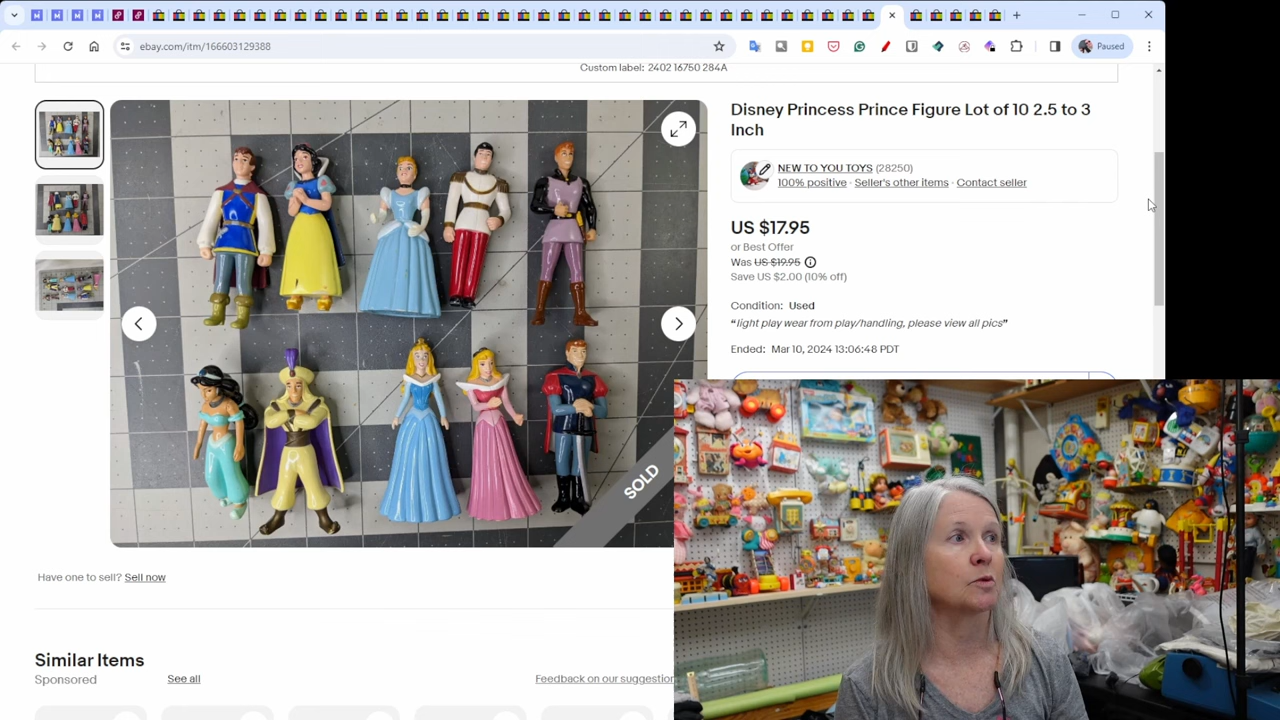 Paused
ebay.com/itm/166603129388
Custom label: 2402 16750 284A
Disney Princess Prince Figure Lot of 10 2.5 to 3
Inch
NEW TO YOU TOYS (28250)
100% positive · Seller's other items · Contact seller
US $17.95
or Best Offer
Was US $19.95
Save US $2.00 (10% off)
Condition: Used
“light play wear from play/handling, please view all pics”
Ended: Mar 10, 2024 13:06:48 PDT
SOLD
Have one to sell? Sell now
Similar Items
Sponsored
See all
Feedback on our suggestion